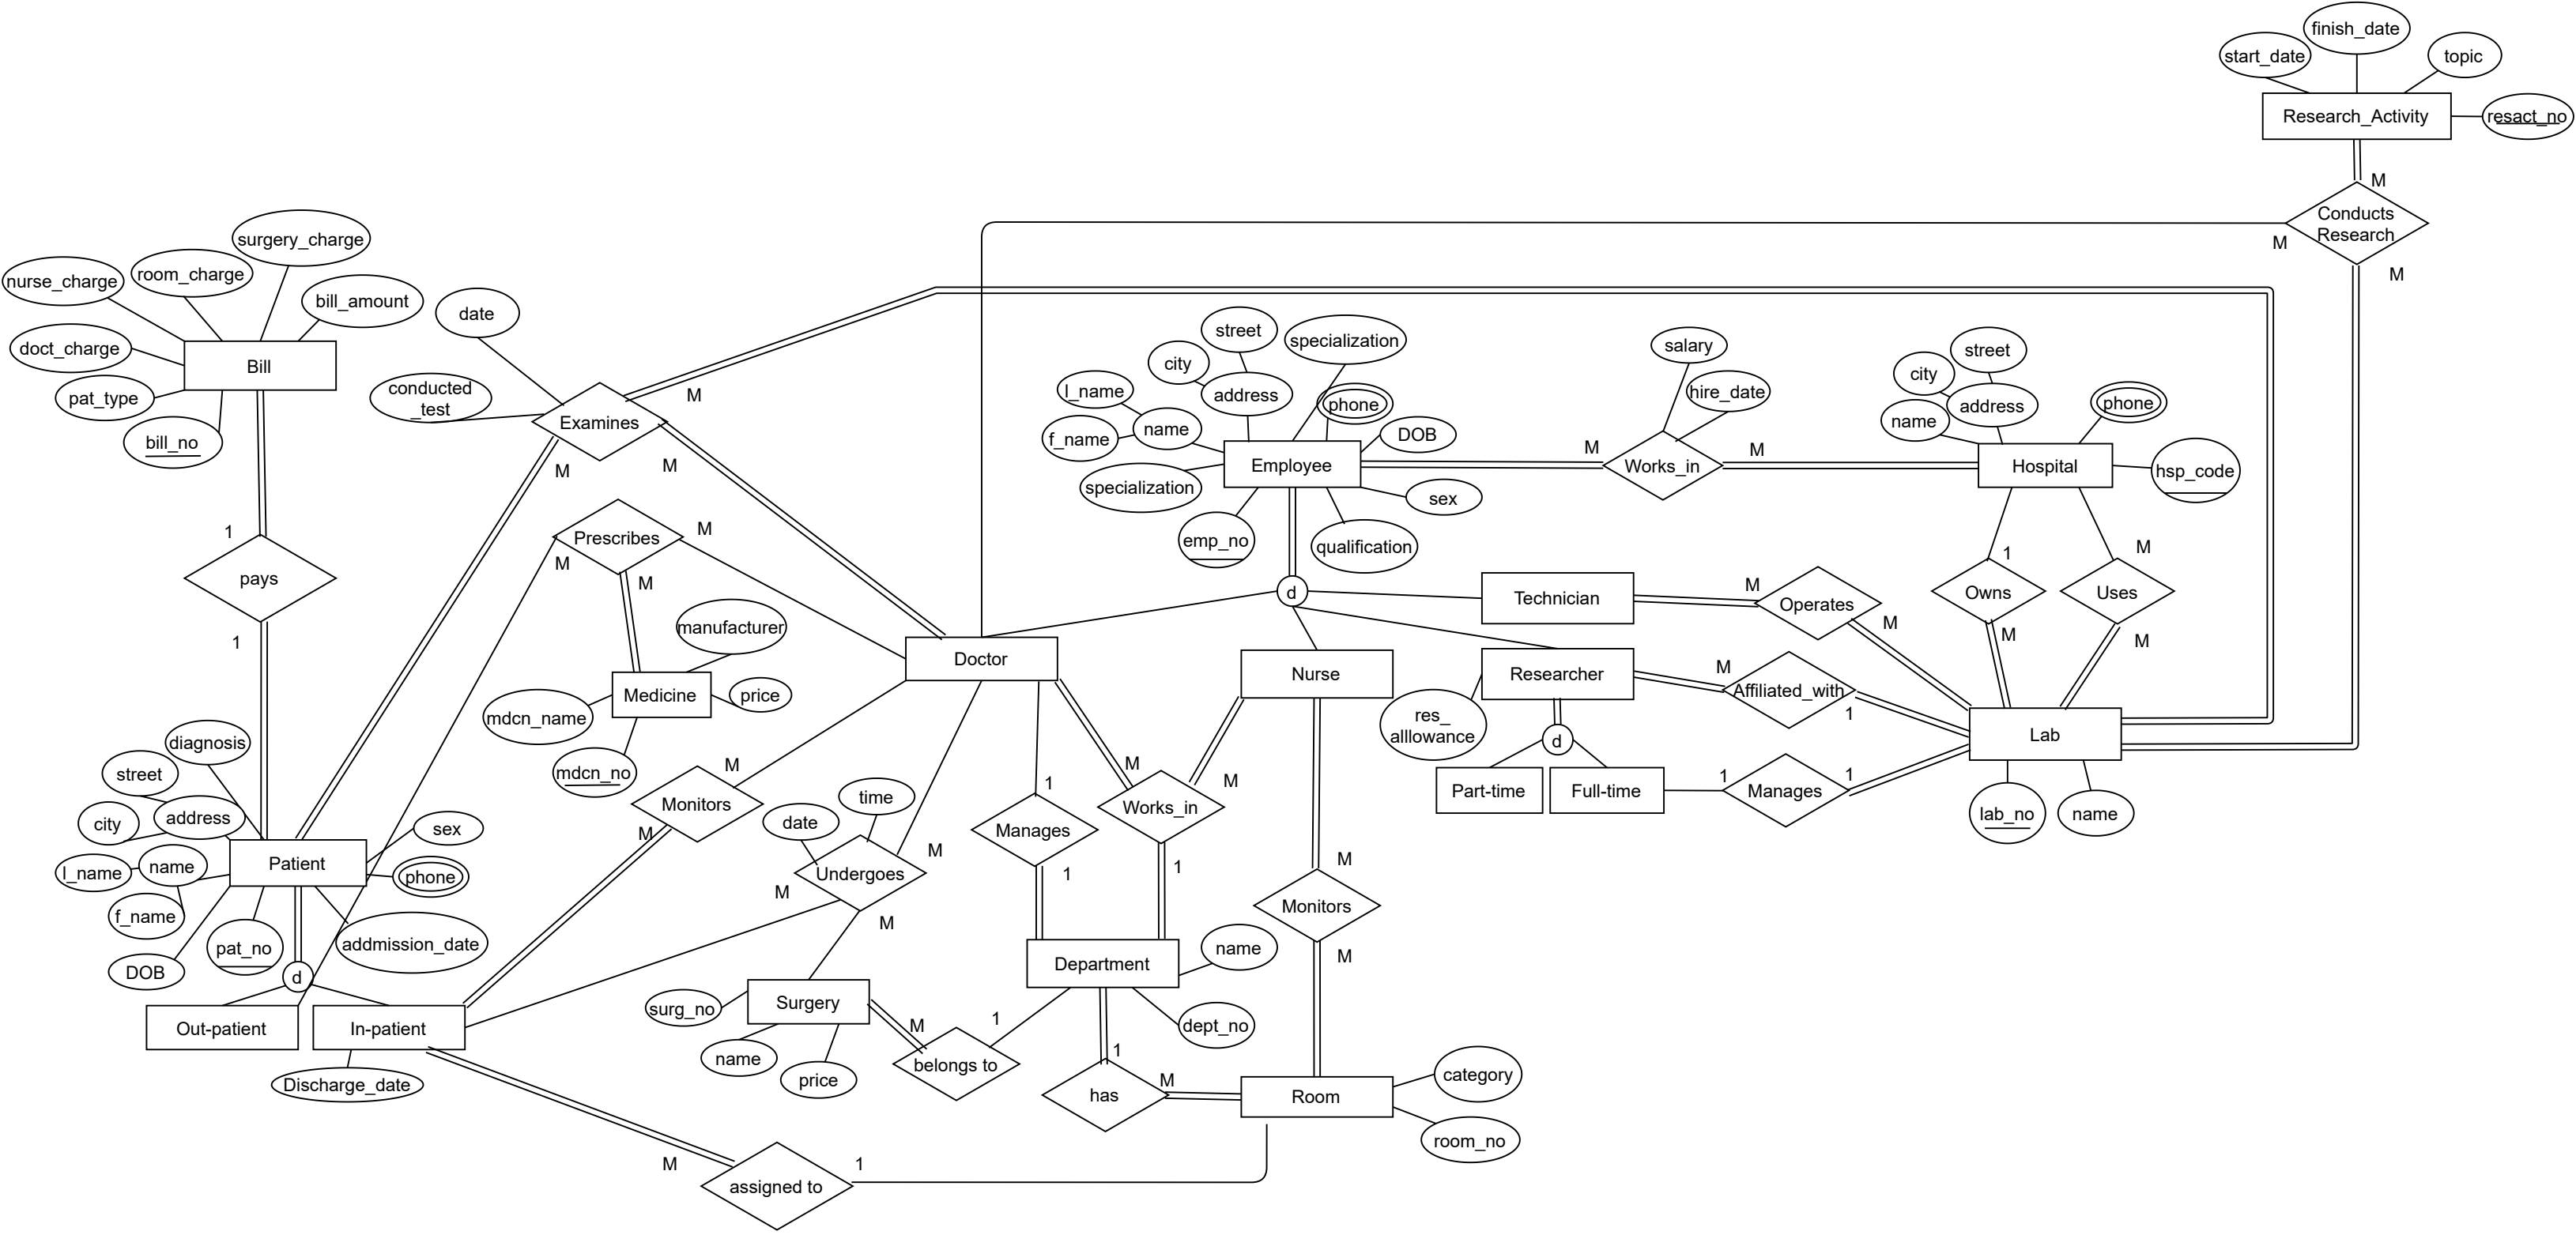 finish_date
start_date
topic
Research_Activity
resact_no
M
Conducts
Research
M
M
surgery_charge
room_charge
nurse_charge
bill_amount
doct_charge
Bill
pat_type
bill_no
1
pays
1
date
conducted
_test
Examines
M
M
M
Prescribes
M
M
M
manufacturer
Medicine
price
mdcn_name
mdcn_no
street
specialization
city
address
l_name
phone
name
f_name
DOB
Employee
specialization
sex
emp_no
qualification
d
salary
hire_date
M
Works_in
M
street
city
address
phone
name
Hospital
hsp_code
1
M
Owns
Uses
M
M
Technician
M
Operates
M
Doctor
Nurse
Researcher
M
Affiliated_with
1
res_
alllowance
d
Part-time
Full-time
1
Manages
1
Lab
lab_no
name
diagnosis
street
city
address
sex
Patient
name
l_name
phone
f_name
pat_no
addmission_date
DOB
d
Out-patient
In-patient
Discharge_date
M
Monitors
M
time
date
M
Undergoes
M
M
1
Manages
1
M
Works_in
M
1
M
Monitors
M
Department
name
dept_no
Surgery
surg_no
name
price
M
1
belongs to
1
has
M
Room
category
room_no
M
assigned to
1